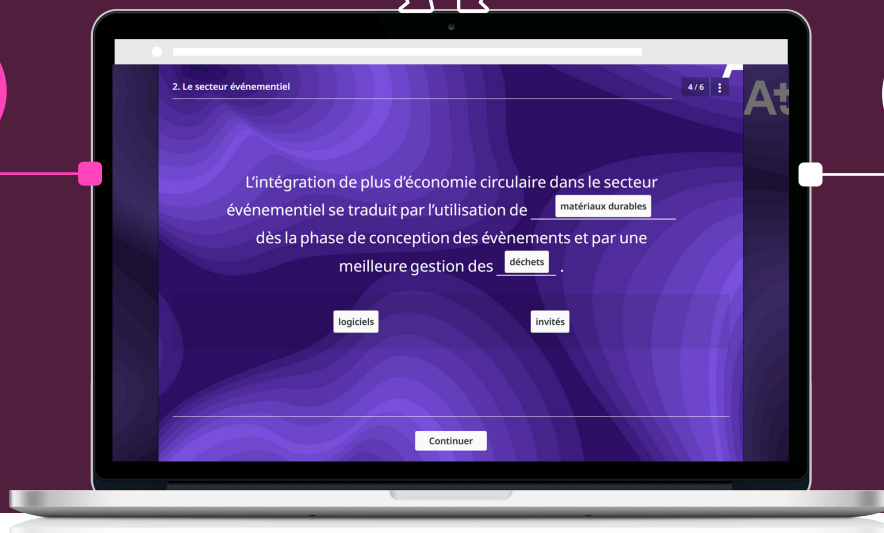 2. Le secteur événementiel
4 / 6
L'intégration de plus d'économie circulaire dans le secteur
événementiel se traduit par l'utilisation de matériaux durables
dès la phase de conception des évènements et par une
meilleure gestion des déchets .
logiciels invités
Continuer